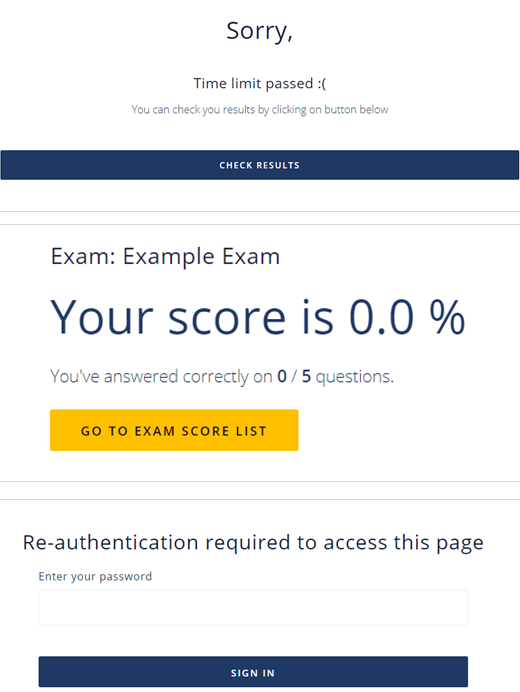 Sorry,
Time limit passed :(
You can check you results by clicking on button below
CHECK RESULTS
Exam: Example Exam
Your score is 0.0 %
You've answered correctly on 0 / 5 questions.
GO TO EXAM SCORE LIST
Re-authentication required to access this page
Enter your password
SIGN IN